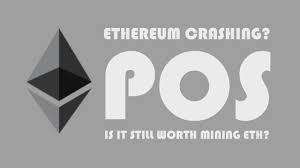 ETHEREUM CRASHING?
POS
IS IT STILL WORTH MINING ETH?